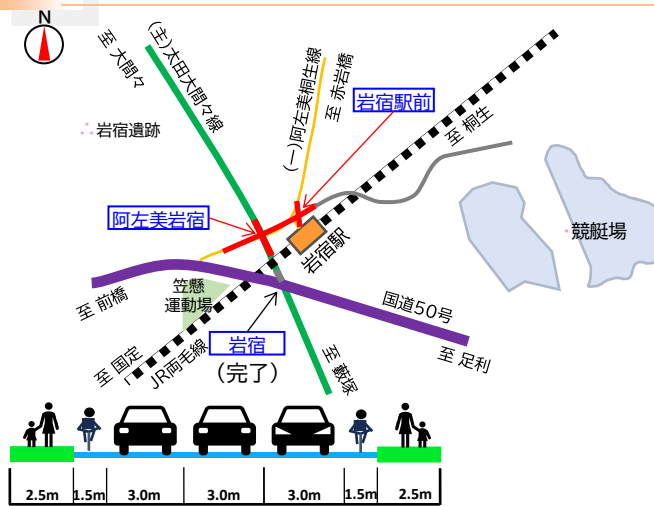 N
至 大間々
(主)太田大間々線
(一)阿左美桐生線
至 赤岩橋
岩宿駅前
至 桐生
岩宿遺跡
阿左美岩宿
岩宿駅
競艇場
笠懸
運動場
至 前橋
国道50号
岩宿
(完了)
至 足利
至 国定
JR両毛線
至 藪塚
2.5m 1.5m 3.0m 3.0m 3.0m 1.5m 2.5m